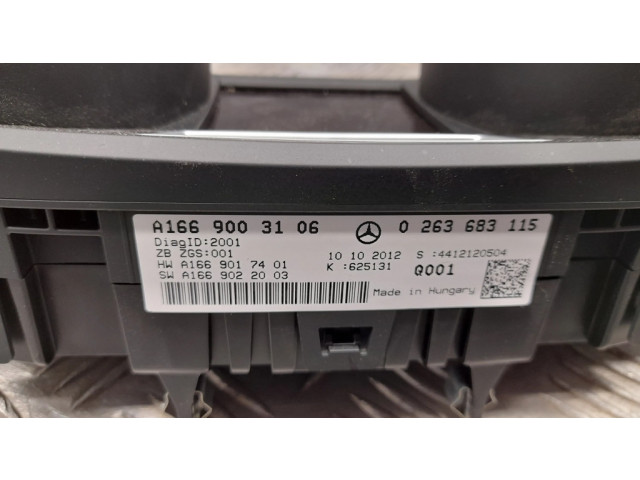 A166 900 31 06 0 263 683 115
DiagID:2001
ZB ZGS:001 10 10 2012 S :4412120504
HW A166 901 74 01 K :625131 Q001
SW A166 902 20 03
Made in Hungary